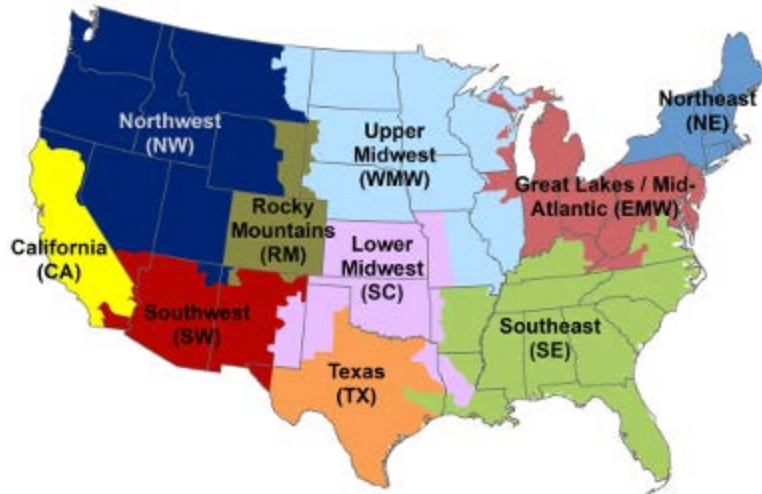 Northwest
(NW)
Upper
Midwest
(WMW)
Northeast
(NE)
Great Lakes / Mid-
Atlantic (EMW)
Rocky
Mountains
(RM)
California
(CA)
Lower
Midwest
(SC)
Southwest
(SW)
Southeast
(SE)
Texas
(TX)